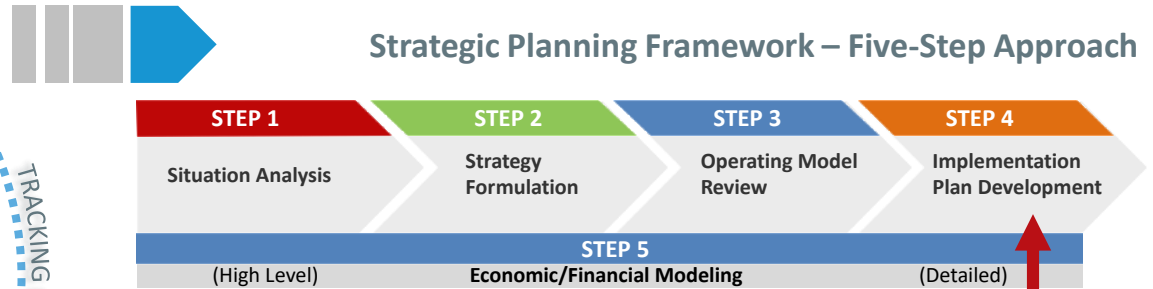 Strategic Planning Framework – Five-Step Approach
STEP 1
STEP 2
STEP 3
STEP 4
Situation Analysis
Strategy
Formulation
Operating Model
Review
Implementation
Plan Development
TRACKING
STEP 5
(High Level)
Economic/Financial Modeling
(Detailed)